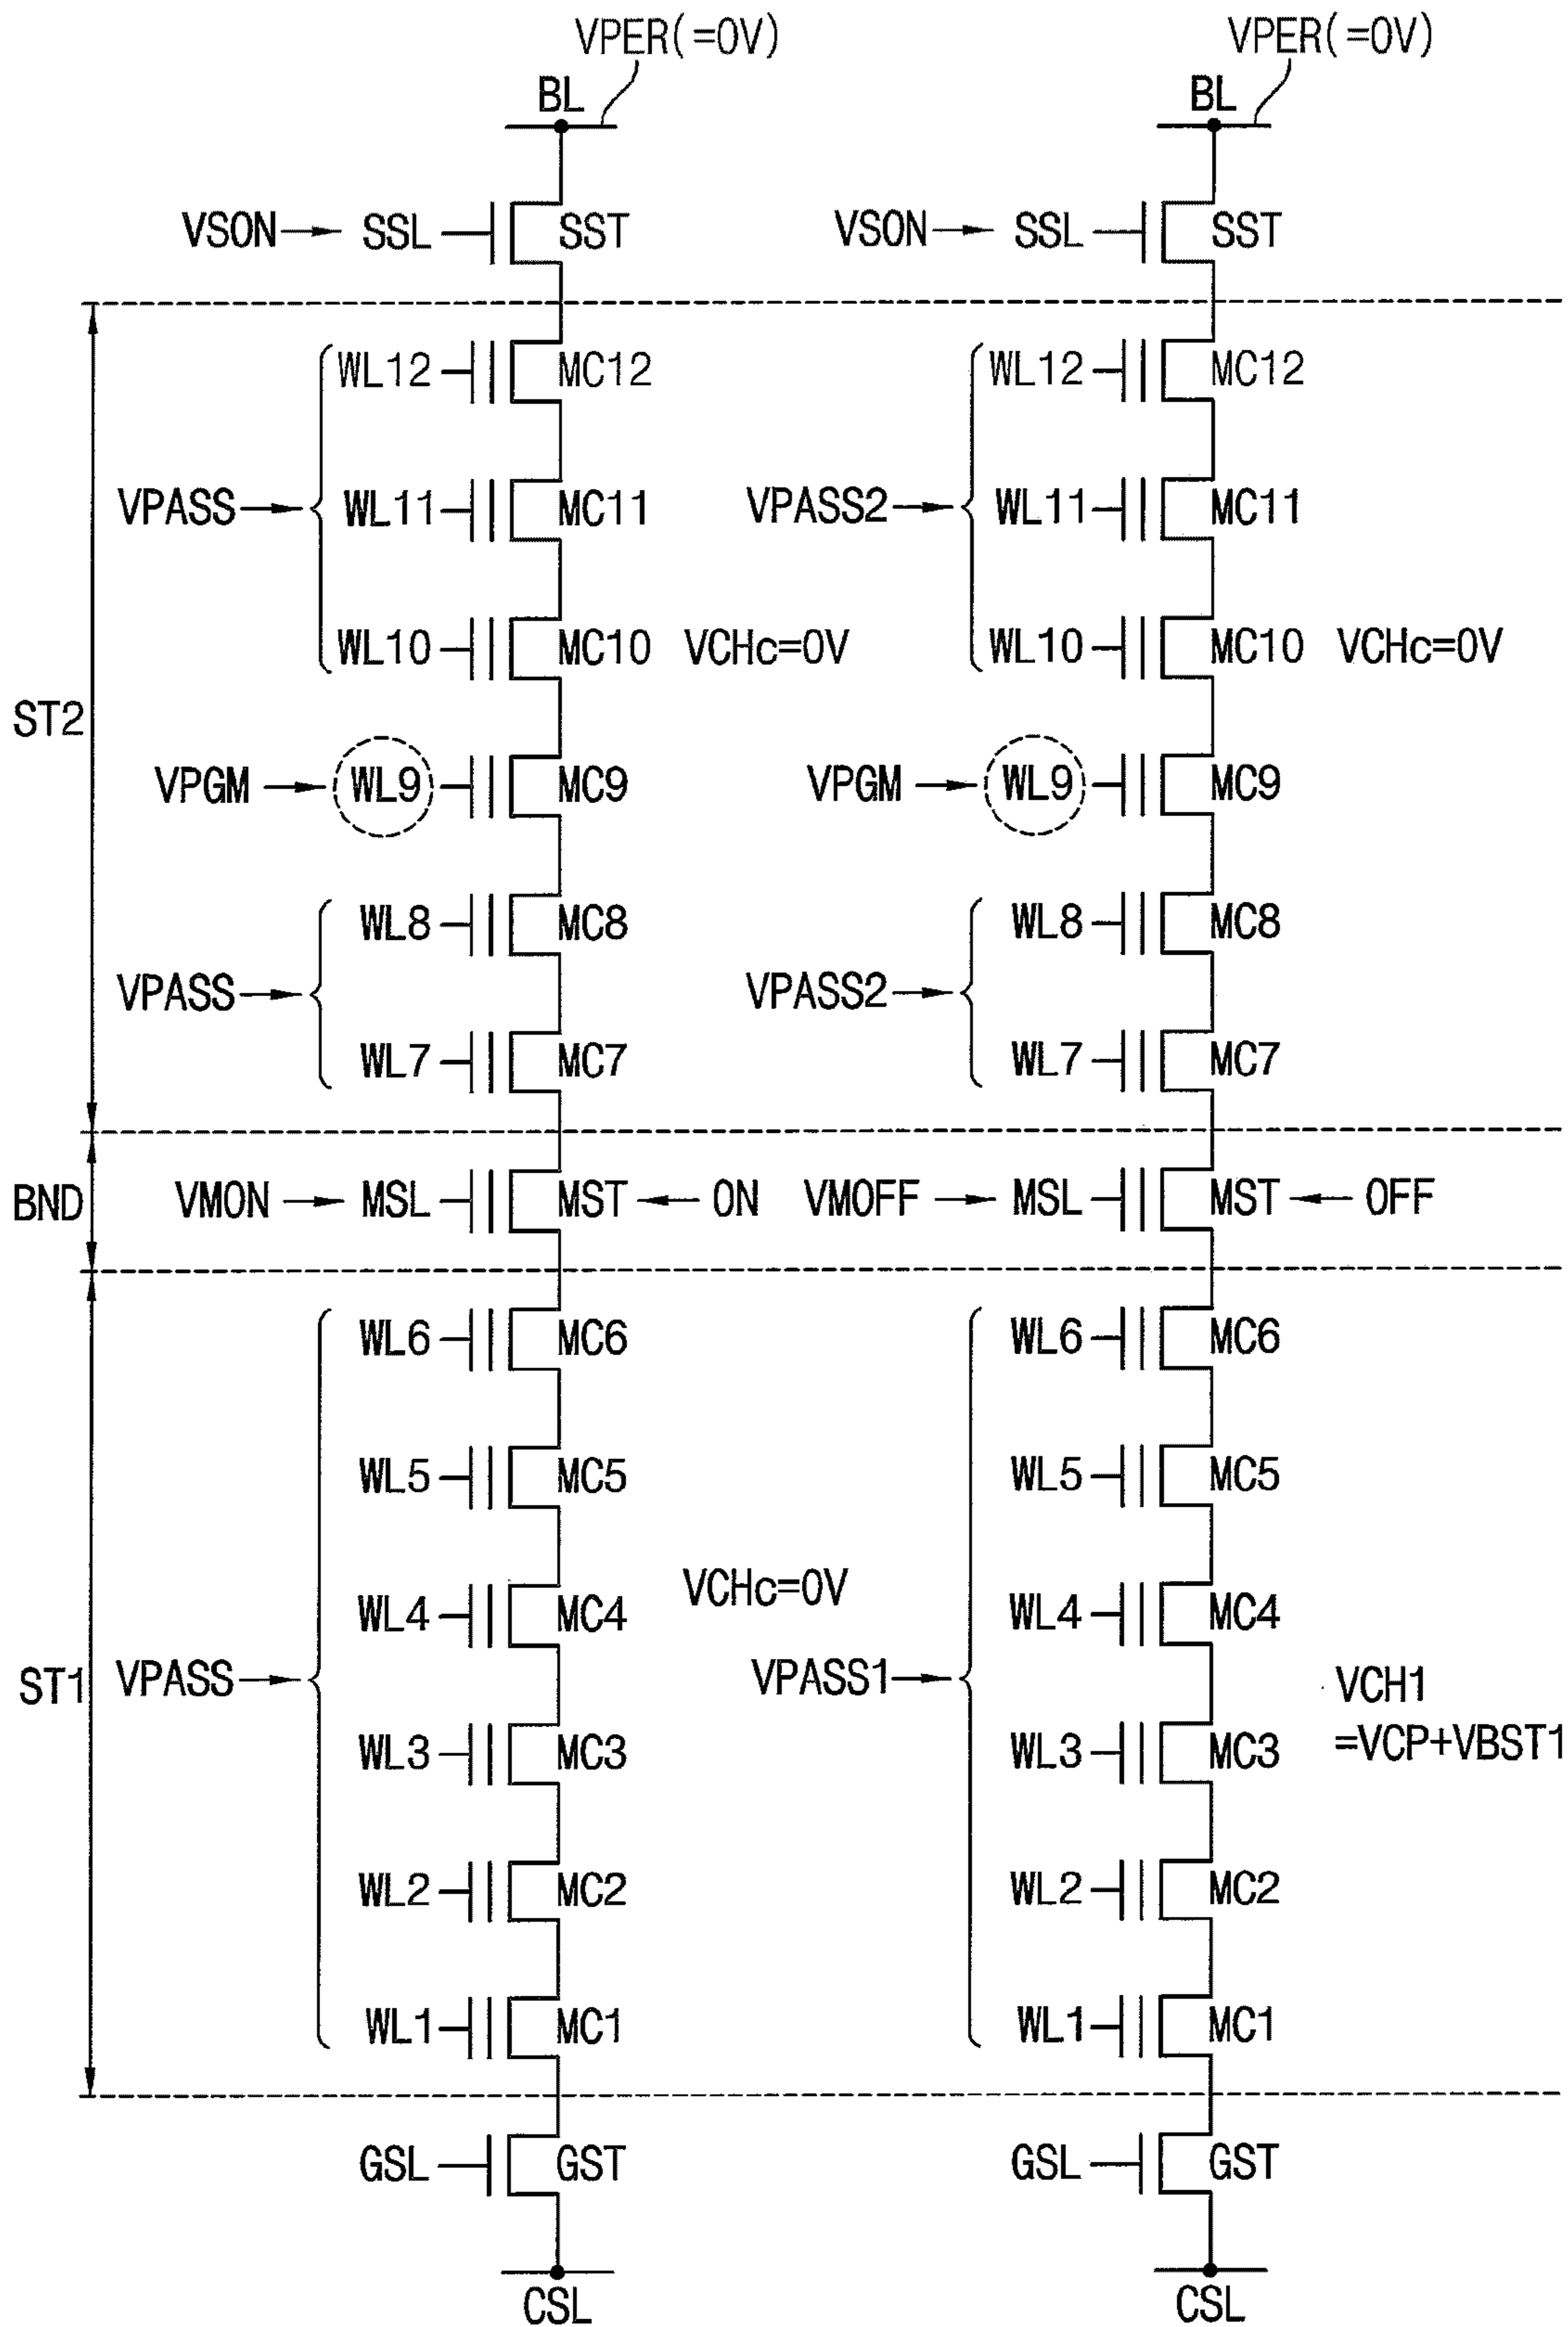 VPER(=0V) VPER(=0V)
BL BL
VSON SSL SST VSON SSL SST
WL12 MC12 WL12 MC12
VPASS WL11 MC11 VPASS2 WL11 MC11
WL10 MC10 VCHc=0V WL10 MC10 VCHc=0V
ST2
VPGM WL9 MC9 VPGM WL9 MC9
WL8 MC8 WL8 MC8
VPASS VPASS2
WL7 MC7 WL7 MC7
BND VMON MSL MST ON VMOFF MSL MST OFF
WL6 MC6 WL6 MC6
WL5 MC5 WL5 MC5
VCHc=0V
WL4 MC4 WL4 MC4
ST1 VPASS VPASS1 VCH1
WL3 MC3 WL3 MC3 =VCP+VBST1
WL2 MC2 WL2 MC2
WL1 MC1 WL1 MC1
GSL GST GSL GST
CSL CSL